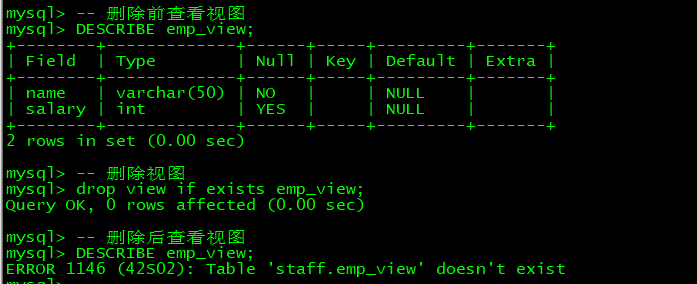 mysql> -- 删除前查看视图
mysql> DESCRIBE emp_view;
+--------+-------------+------+-----+---------+-------+
| Field  | Type        | Null | Key | Default | Extra |
+--------+-------------+------+-----+---------+-------+
| name   | varchar(50) | NO   |     | NULL    |       |
| salary | int         | YES  |     | NULL    |       |
+--------+-------------+------+-----+---------+-------+
2 rows in set (0.00 sec)
mysql> -- 删除视图
mysql> drop view if exists emp_view;
Query OK, 0 rows affected (0.00 sec)
mysql> -- 删除后查看视图
mysql> DESCRIBE emp_view;
ERROR 1146 (42S02): Table 'staff.emp_view' doesn't exist
mysql>